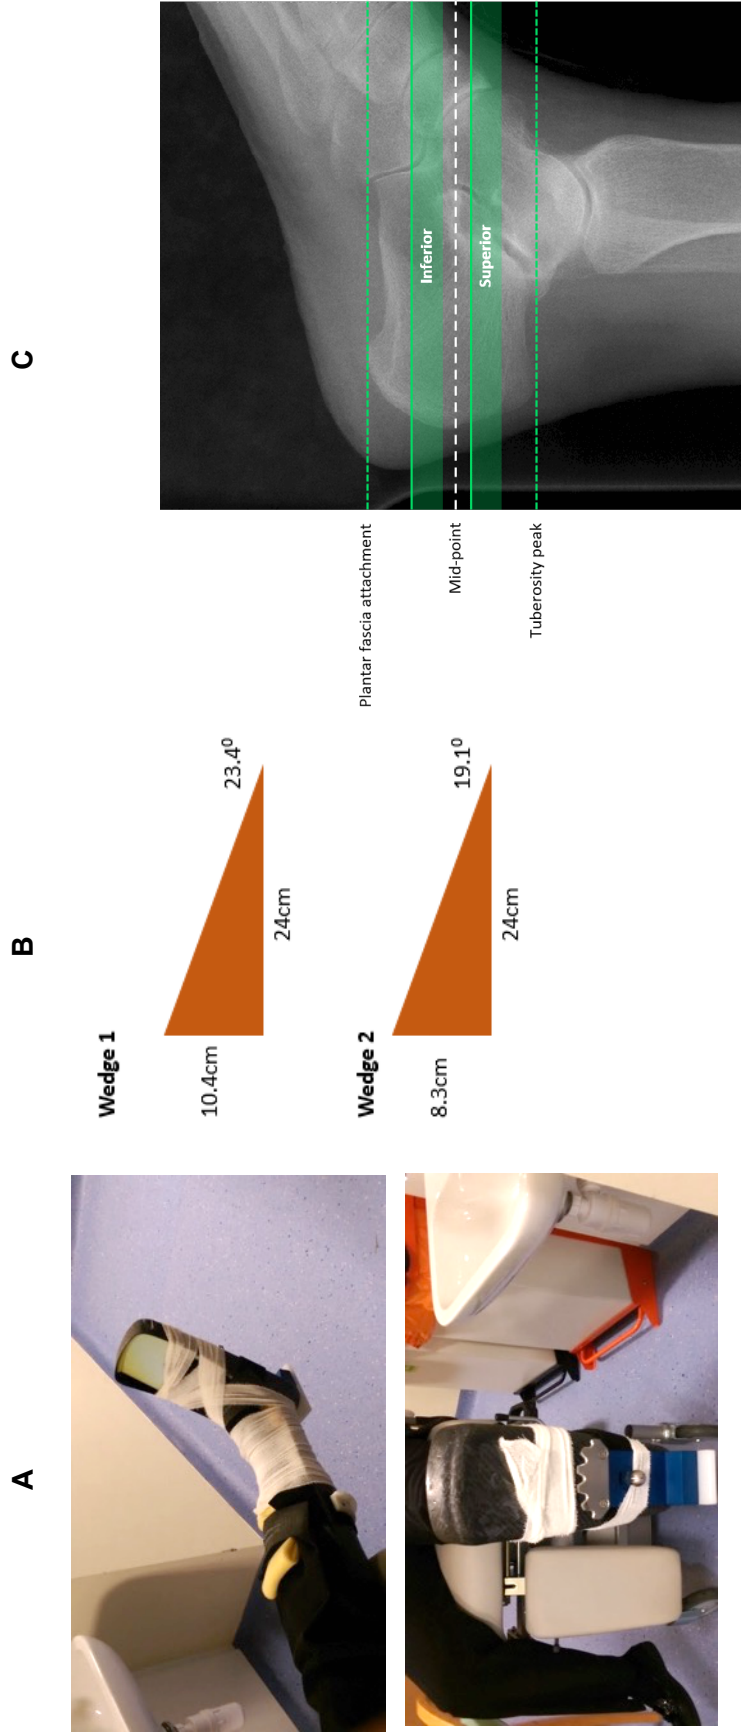 A
B
Wedge 1
10.4cm
23.4⁰
24cm
Wedge 2
8.3cm
19.1⁰
24cm
C
Plantar fascia attachment
Mid-point
Tuberosity peak
Inferior
Superior